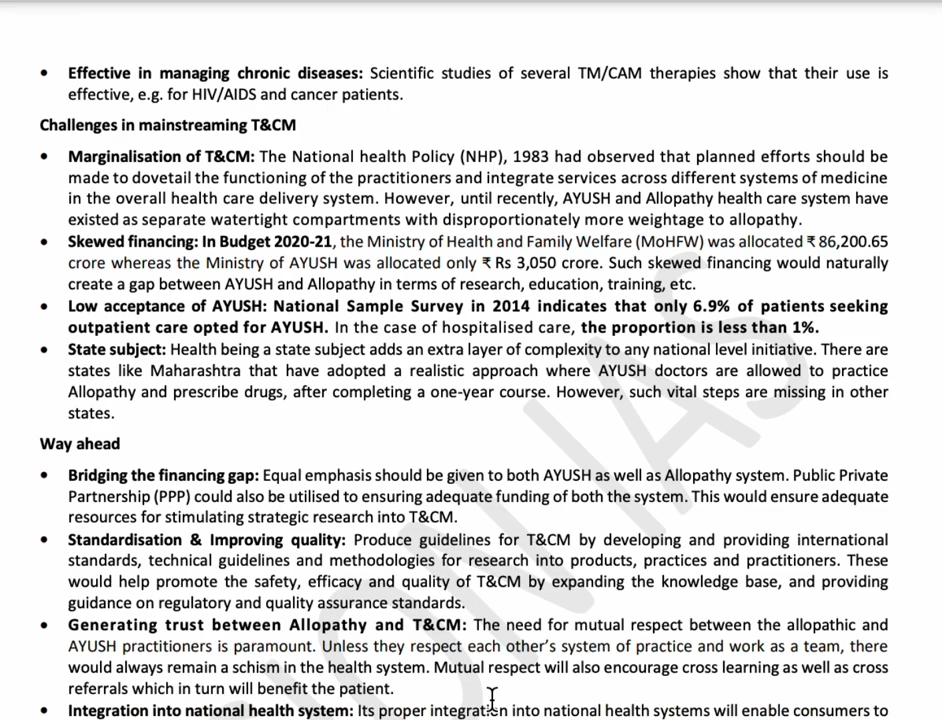 • Effective in managing chronic diseases: Scientific studies of several TM/CAM therapies show that their use is
effective, e.g. for HIV/AIDS and cancer patients.
Challenges in mainstreaming T&CM
• Marginalisation of T&CM: The National health Policy (NHP), 1983 had observed that planned efforts should be
made to dovetail the functioning of the practitioners and integrate services across different systems of medicine
in the overall health care delivery system. However, until recently, AYUSH and Allopathy health care system have
existed as separate watertight compartments with disproportionately more weightage to allopathy.
• Skewed financing: In Budget 2020-21, the Ministry of Health and Family Welfare (MoHFW) was allocated ₹ 86,200.65
crore whereas the Ministry of AYUSH was allocated only ₹ Rs 3,050 crore. Such skewed financing would naturally
create a gap between AYUSH and Allopathy in terms of research, education, training, etc.
• Low acceptance of AYUSH: National Sample Survey in 2014 indicates that only 6.9% of patients seeking
outpatient care opted for AYUSH. In the case of hospitalised care, the proportion is less than 1%.
• State subject: Health being a state subject adds an extra layer of complexity to any national level initiative. There are
states like Maharashtra that have adopted a realistic approach where AYUSH doctors are allowed to practice
Allopathy and prescribe drugs, after completing a one-year course. However, such vital steps are missing in other
states.
Way ahead
• Bridging the financing gap: Equal emphasis should be given to both AYUSH as well as Allopathy system. Public Private
Partnership (PPP) could also be utilised to ensuring adequate funding of both the system. This would ensure adequate
resources for stimulating strategic research into T&CM.
• Standardisation & Improving quality: Produce guidelines for T&CM by developing and providing international
standards, technical guidelines and methodologies for research into products, practices and practitioners. These
would help promote the safety, efficacy and quality of T&CM by expanding the knowledge base, and providing
guidance on regulatory and quality assurance standards.
• Generating trust between Allopathy and T&CM: The need for mutual respect between the allopathic and
AYUSH practitioners is paramount. Unless they respect each other's system of practice and work as a team, there
would always remain a schism in the health system. Mutual respect will also encourage cross learning as well as cross
referrals which in turn will benefit the patient.
• Integration into national health system: Its proper integration into national health systems will enable consumers to